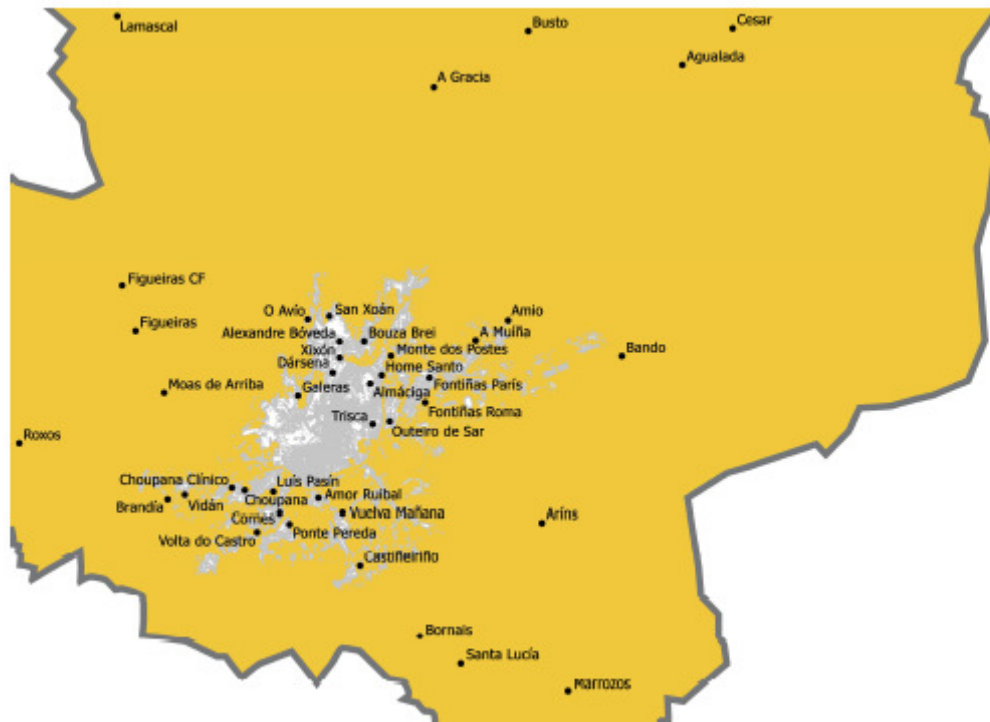 Lamascal
Busto
Cesar
Agualada
A Gracia
Figueiras CF
Figueiras
O Avío
San Xoán
Amio
Alexandre Bóveda
Bouza Brei
A Muíña
Xixón
Monte dos Postes
Bando
Dársena
Home Santo
Moas de Arriba
Galeras
Almáciga
Fontiñas París
Trisca
Fontiñas Roma
Outeiro de Sar
Roxos
Choupana Clínico
Luís Pasín
Brandía
Vidán
Choupana
Amor Ruibal
Cornes
Vuelva Mañana
Aríns
Volta do Castro
Ponte Pereda
Castiñeiriño
Bornais
Santa Lucía
Marrozos